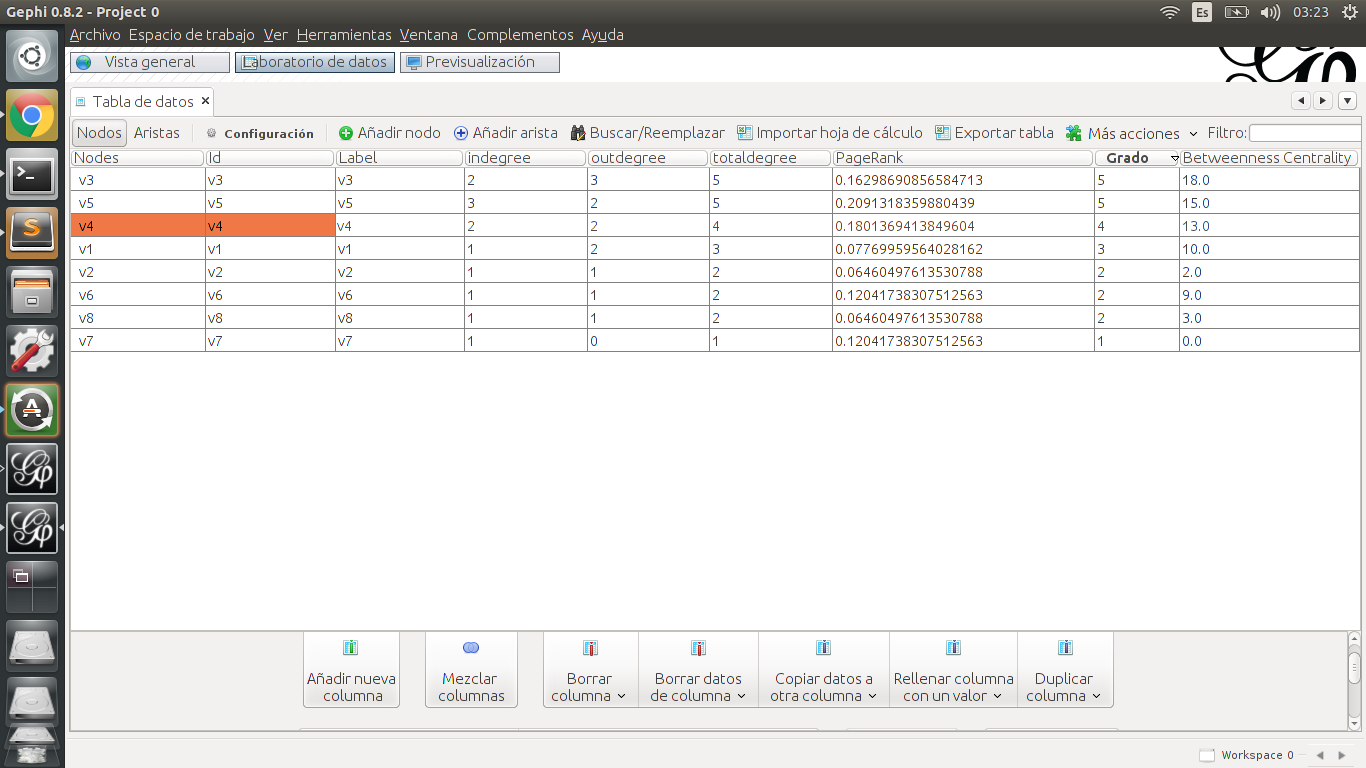 Gephi 0.8.2 - Project 0 Es 03:23
Archivo Espacio de trabajo Ver Herramientas Ventana Complementos Ayuda
Vista general Laboratorio de datos Previsualización
Tabla de datos ×
Nodos Aristas Configuración Añadir nodo Añadir arista Buscar/Reemplazar Importar hoja de cálculo Exportar tabla Más acciones Filtro:
Nodes Id Label indegree outdegree totaldegree PageRank Grado Betweenness Centrality
v3 v3 v3 2 3 5 0.16298690856584713 5 18.0
v5 v5 v5 3 2 5 0.2091318359880439 5 15.0
v4 v4 v4 2 2 4 0.1801369413849604 4 13.0
v1 v1 v1 1 2 3 0.07769959564028162 3 10.0
v2 v2 v2 1 1 2 0.06460497613530788 2 2.0
v6 v6 v6 1 1 2 0.12041738307512563 2 9.0
v8 v8 v8 1 1 2 0.06460497613530788 2 3.0
v7 v7 v7 1 0 1 0.12041738307512563 1 0.0
Añadir nueva columna
Mezclar columnas
Borrar columna
Borrar datos de columna
Copiar datos a otra columna
Rellenar columna con un valor
Duplicar columna
Workspace 0